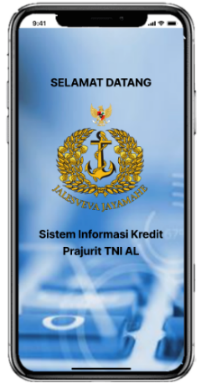 9:41
SELAMAT DATANG
JALESVEVA JAYAMAHE
Sistem Informasi Kredit
Prajurit TNI AL